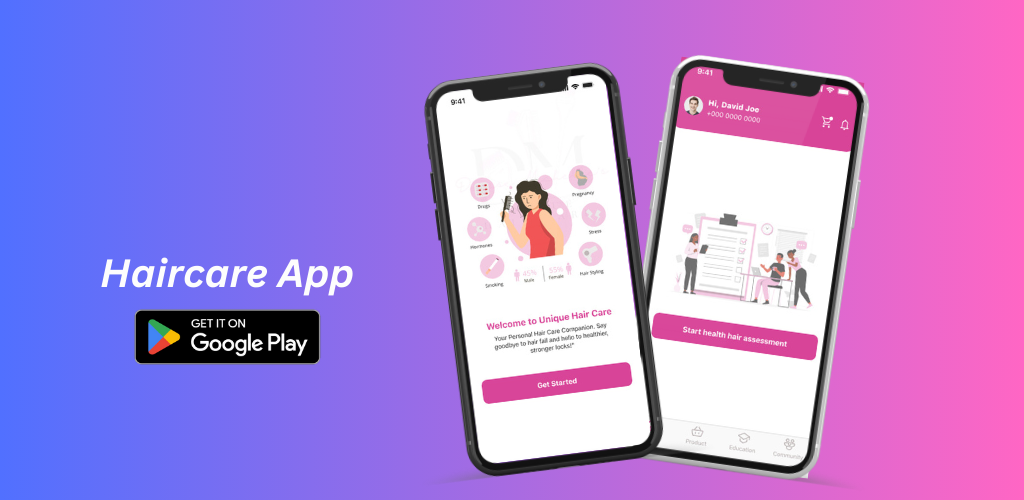 Haircare App
GET IT ON
Google Play
9:41
DM
Drugs
Pregnancy
Hormones
Stress
Smoking
45%
Male
55%
Female
Hair Styling
Welcome to Unique Hair Care
Your Personal Hair Care Companion. Say
goodbye to hair fall and hello to healthier,
stronger locks!"
Get Started
9:41
Hi, David Joe
+000 0000 0000
Start health hair assessment
Product
Education
Community